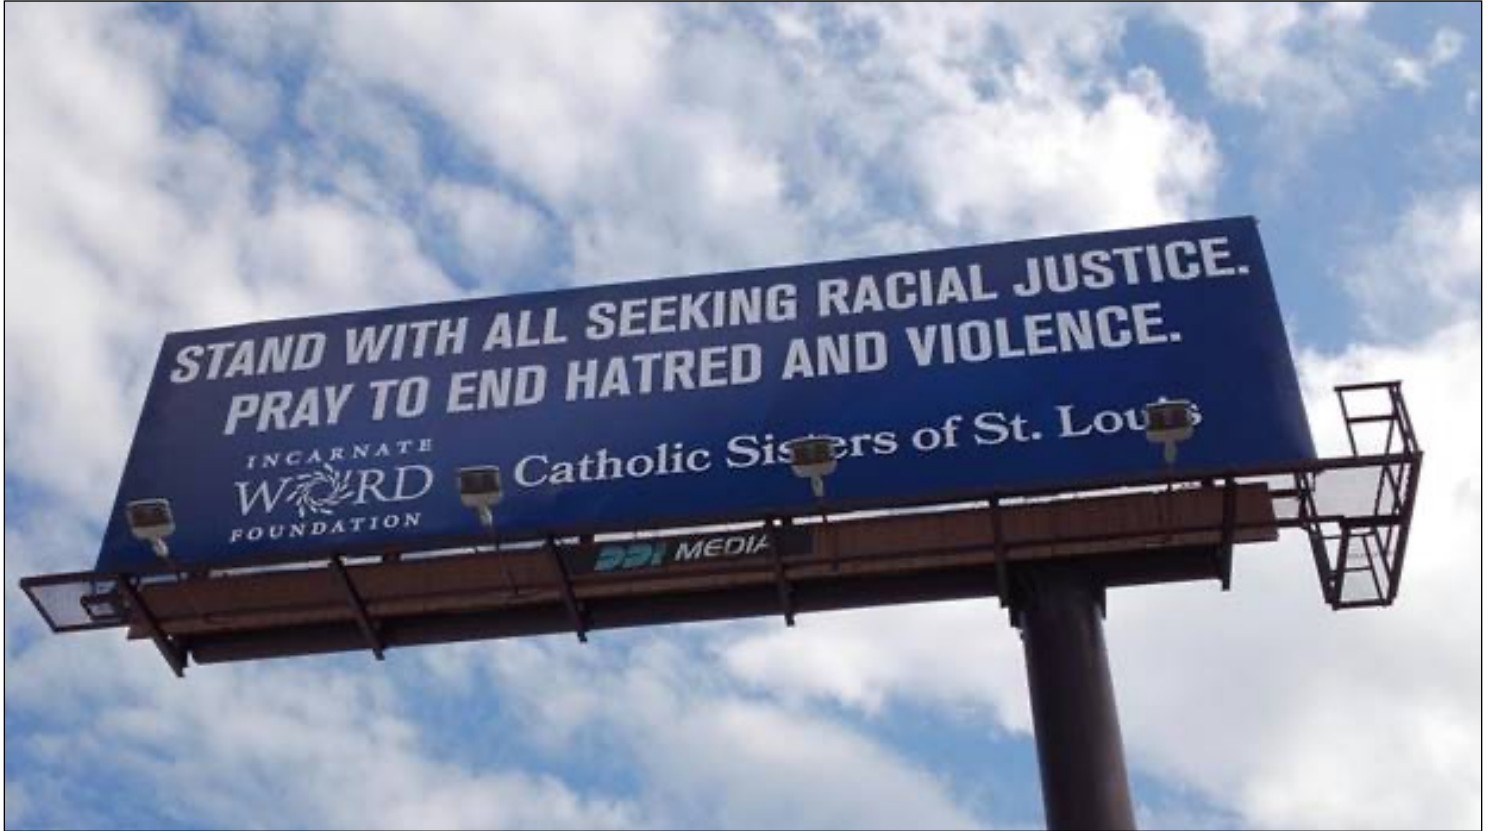 STAND WITH ALL SEEKING RACIAL JUSTICE.
PRAY TO END HATRED AND VIOLENCE.
INCARNATE
WORD
FOUNDATION
Catholic Sisters of St. Louis
DDI MEDIA